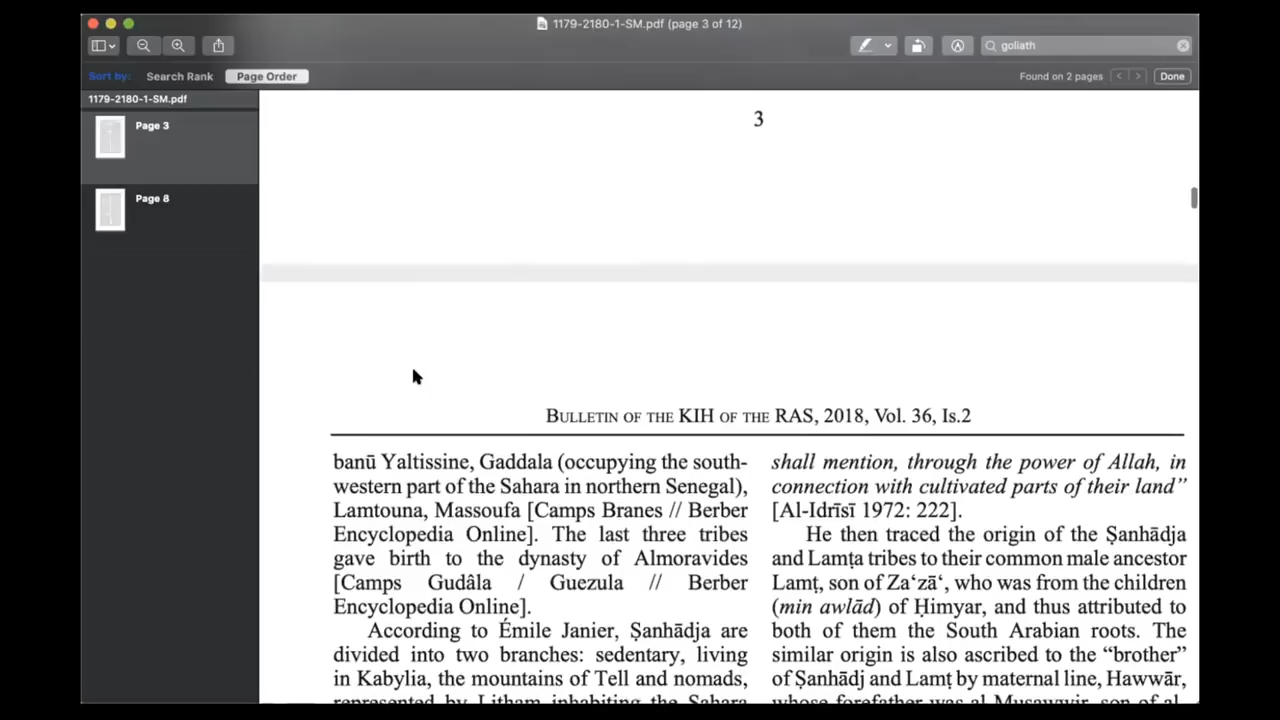 1179-2180-1-SM.pdf (page 3 of 12)
goliath
Sort by: Search Rank Page Order
Found on 2 pages
Done
1179-2180-1-SM.pdf
Page 3
Page 8
3
BULLETIN OF THE KIH OF THE RAS, 2018, Vol. 36, Is.2
banū Yaltissine, Gaddala (occupying the south-
western part of the Sahara in northern Senegal),
Lamtouna, Massoufa [Camps Branes // Berber
Encyclopedia Online]. The last three tribes
gave birth to the dynasty of Almoravides
[Camps Gudâla / Guezula // Berber
Encyclopedia Online].
According to Émile Janier, Ṣanhādja are
divided into two branches: sedentary, living
in Kabylia, the mountains of Tell and nomads,
represented by Litham inhabiting the Sahara
shall mention, through the power of Allah, in
connection with cultivated parts of their land”
[Al-Idrīsī 1972: 222].
He then traced the origin of the Ṣanhādja
and Lamṭa tribes to their common male ancestor
Lamṭ, son of Za‘zā‘, who was from the children
(min awlād) of Ḥimyar, and thus attributed to
both of them the South Arabian roots. The
similar origin is also ascribed to the “brother”
of Ṣanhādj and Lamṭ by maternal line, Hawwār,
whose forefather was al-Musawwir, son of al-